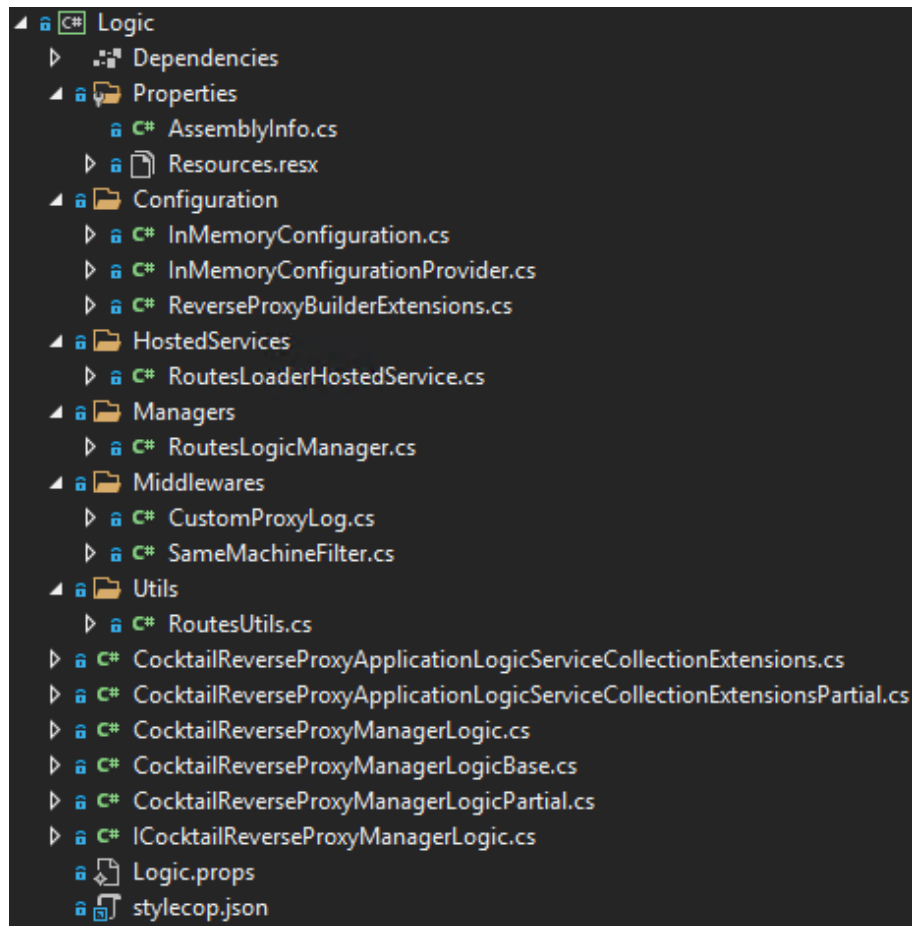 C# Logic
Dependencies
Properties
C# AssemblyInfo.cs
Resources.resx
Configuration
C# InMemoryConfiguration.cs
C# InMemoryConfigurationProvider.cs
C# ReverseProxyBuilderExtensions.cs
HostedServices
C# RoutesLoaderHostedService.cs
Managers
C# RoutesLogicManager.cs
Middlewares
C# CustomProxyLog.cs
C# SameMachineFilter.cs
Utils
C# RoutesUtils.cs
C# CocktailReverseProxyApplicationLogicServiceCollectionExtensions.cs
C# CocktailReverseProxyApplicationLogicServiceCollectionExtensionsPartial.cs
C# CocktailReverseProxyManagerLogic.cs
C# CocktailReverseProxyManagerLogicBase.cs
C# CocktailReverseProxyManagerLogicPartial.cs
C# ICocktailReverseProxyManagerLogic.cs
Logic.props
stylecop.json